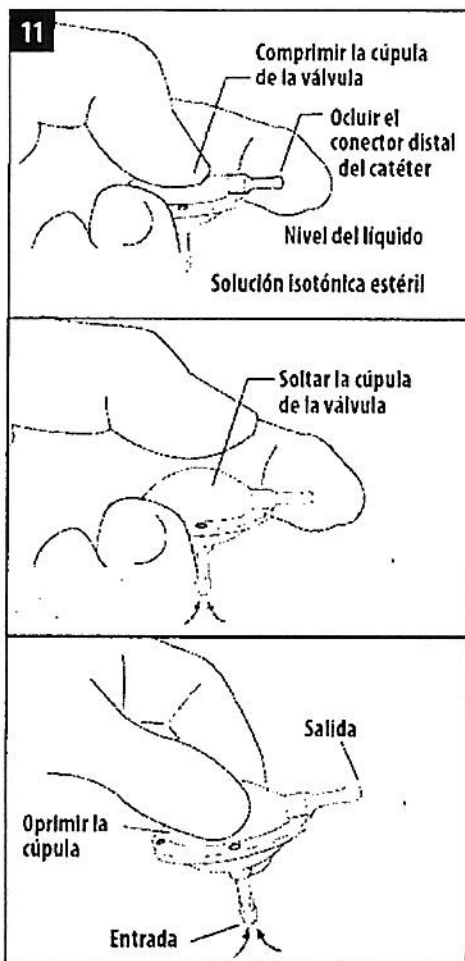 11
Comprimir la cúpula
de la válvula
Ocluir el
conector distal
del catéter
Nivel del líquido
Solución isotónica estéril
Soltar la cúpula
de la válvula
Salida
Oprimir la
cúpula
Entrada